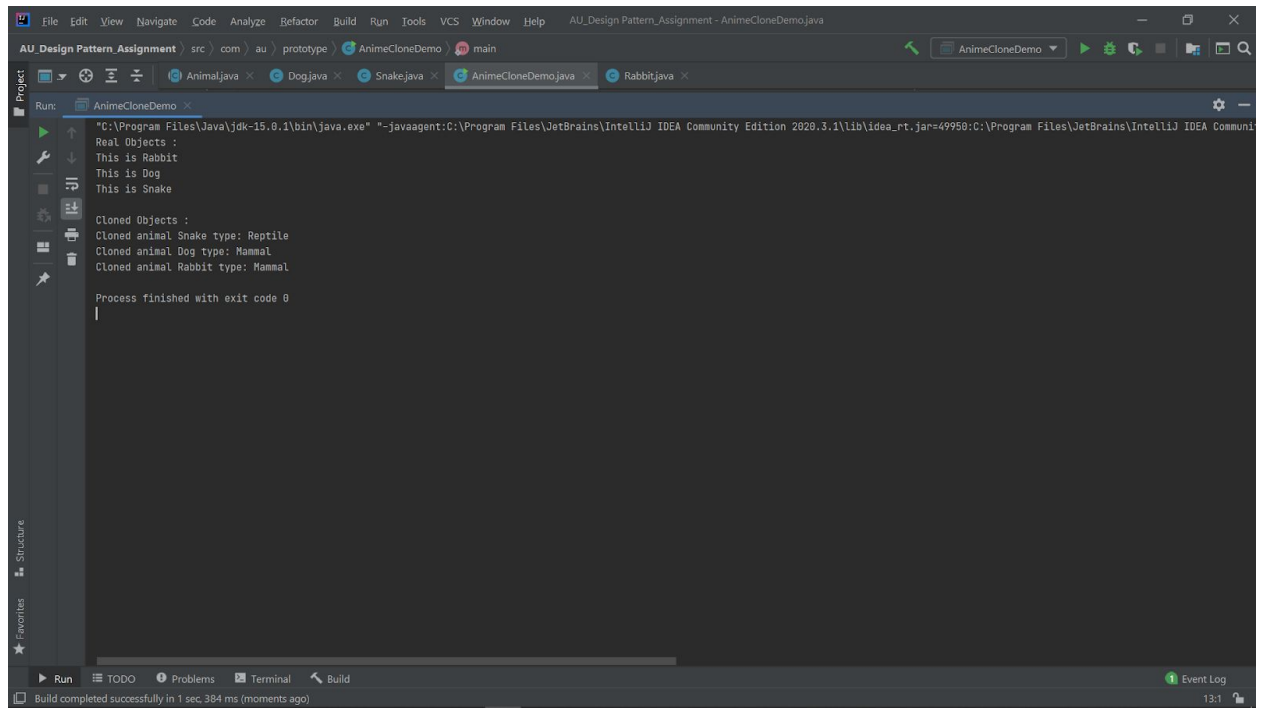 File Edit View Navigate Code Analyze Refactor Build Run Tools VCS Window Help AU_Design Pattern_Assignment - AnimeCloneDemo.java
AU_Design Pattern_Assignment src com au prototype AnimeCloneDemo main AnimeCloneDemo
Project
Animal.java Dog.java Snake.java AnimeCloneDemo.java Rabbit.java
Run: AnimeCloneDemo
"C:\Program Files\Java\jdk-15.0.1\bin\java.exe" "-javaagent:C:\Program Files\JetBrains\IntelliJ IDEA Community Edition 2020.3.1\lib\idea_rt.jar=49950:C:\Program Files\JetBrains\IntelliJ IDEA Communi
Real Objects :
This is Rabbit
This is Dog
This is Snake
Cloned Objects :
Cloned animal Snake type: Reptile
Cloned animal Dog type: Mammal
Cloned animal Rabbit type: Mammal
Process finished with exit code 0
Structure
Favorites
Run TODO Problems Terminal Build 1 Event Log
Build completed successfully in 1 sec, 384 ms (moments ago) 13:1